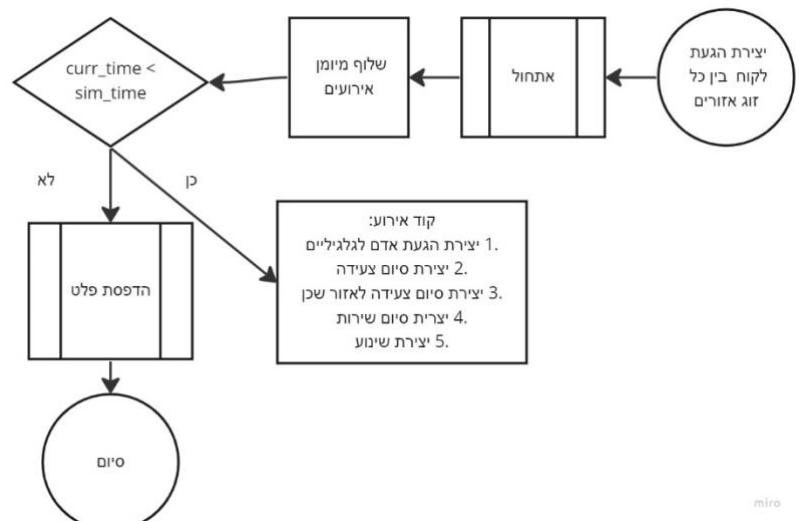 יצירת הגעת
לקוח בין כל
זוג אזורים
אתחול
שלוף מיומן
אירועים
curr_time <
sim_time
לא
כן
קוד אירוע:
1. יצירת הגעת אדם לגלגיליים
2. יצירת סיום צעידה
3. יצירת סיום צעידה לאזור שכן
4. יצרית סיום שירות
5. יצירת שינוע
הדפסת פלט
סיום
miro